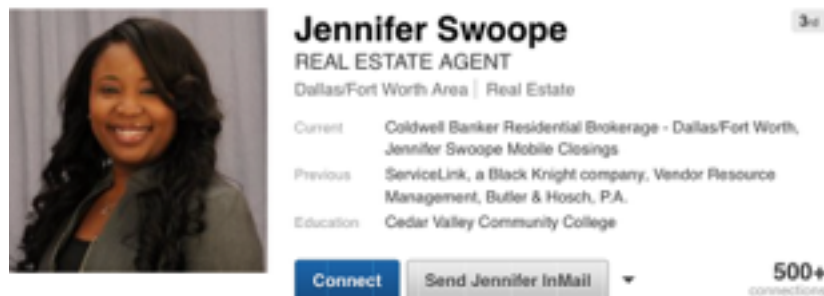 Jennifer Swoope
3rd
REAL ESTATE AGENT
Dallas/Fort Worth Area | Real Estate
Current Coldwell Banker Residential Brokerage - Dallas/Fort Worth,
Jennifer Swoope Mobile Closings
Previous ServiceLink, a Black Knight company, Vendor Resource
Management, Butler & Hosch, P.A.
Education Cedar Valley Community College
Connect Send Jennifer InMail 500+
connections